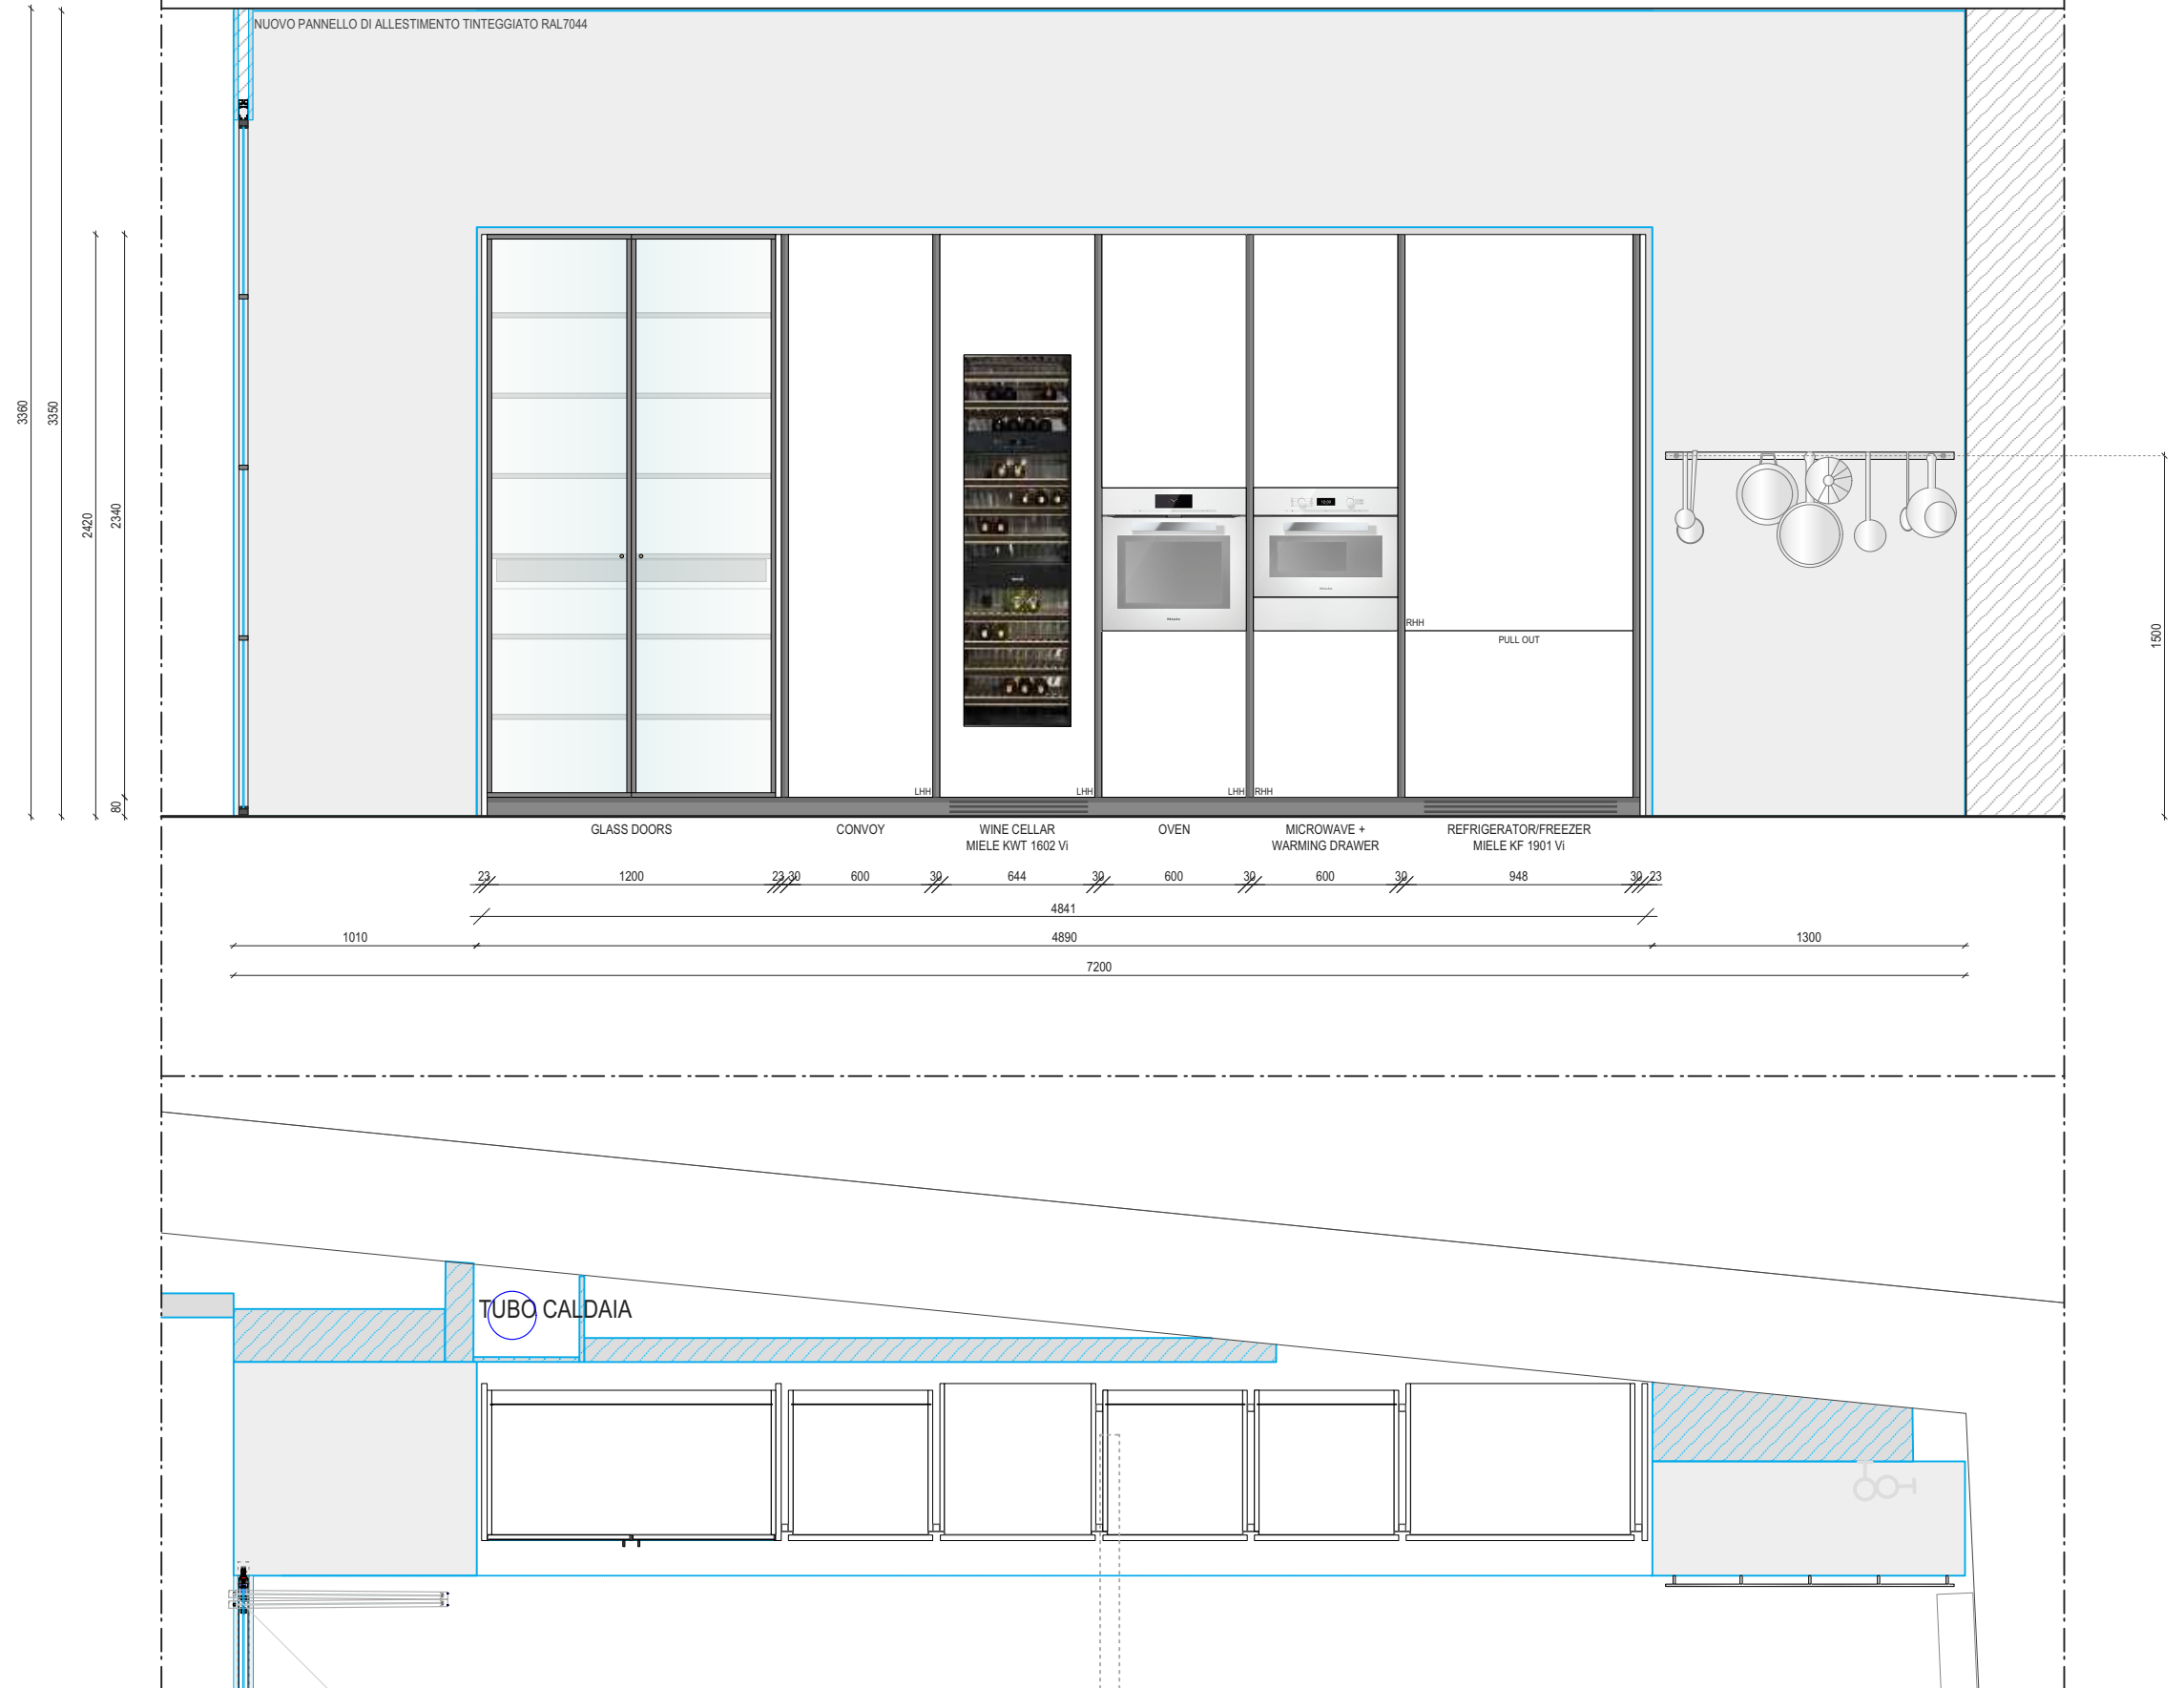 NUOVO PANNELLO DI ALLESTIMENTO TINTEGGIATO RAL7044
3360
3350
2420
2340
80
1500
RHH
PULL OUT
LHH
LHH
LHH
RHH
GLASS DOORS
CONVOY
WINE CELLAR
MIELE KWT 1602 Vi
OVEN
MICROWAVE +
WARMING DRAWER
REFRIGERATOR/FREEZER
MIELE KF 1901 Vi
23 1200 23 30 600 30 644 30 600 30 600 30 948 30 23
4841
1010 4890 1300
7200
TUBO CALDAIA